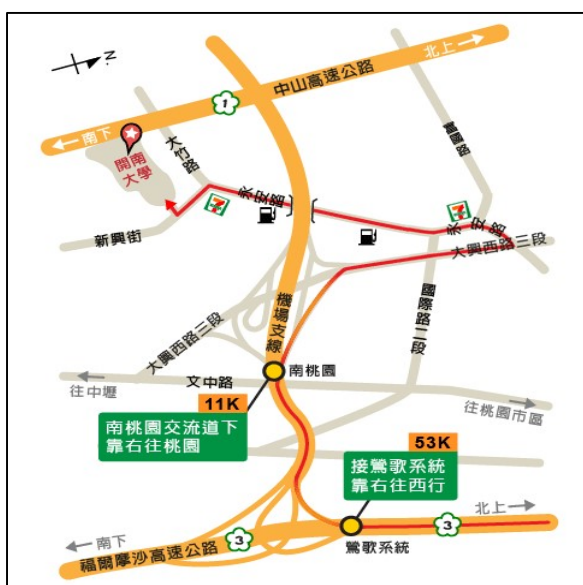 N
北上
中山高速公路
1
南下
開南
大學
大竹路
富國路
永安路
7
7
永安路
新興街
大興西路三段
機場支線
國際路二段
大興西路三段
南桃園
文中路
往中壢
往桃園市區
11K
南桃園交流道下
靠右往桃園
53K
接鶯歌系統
靠右往西行
北上
3
南下
3
福爾摩沙高速公路
鶯歌系統